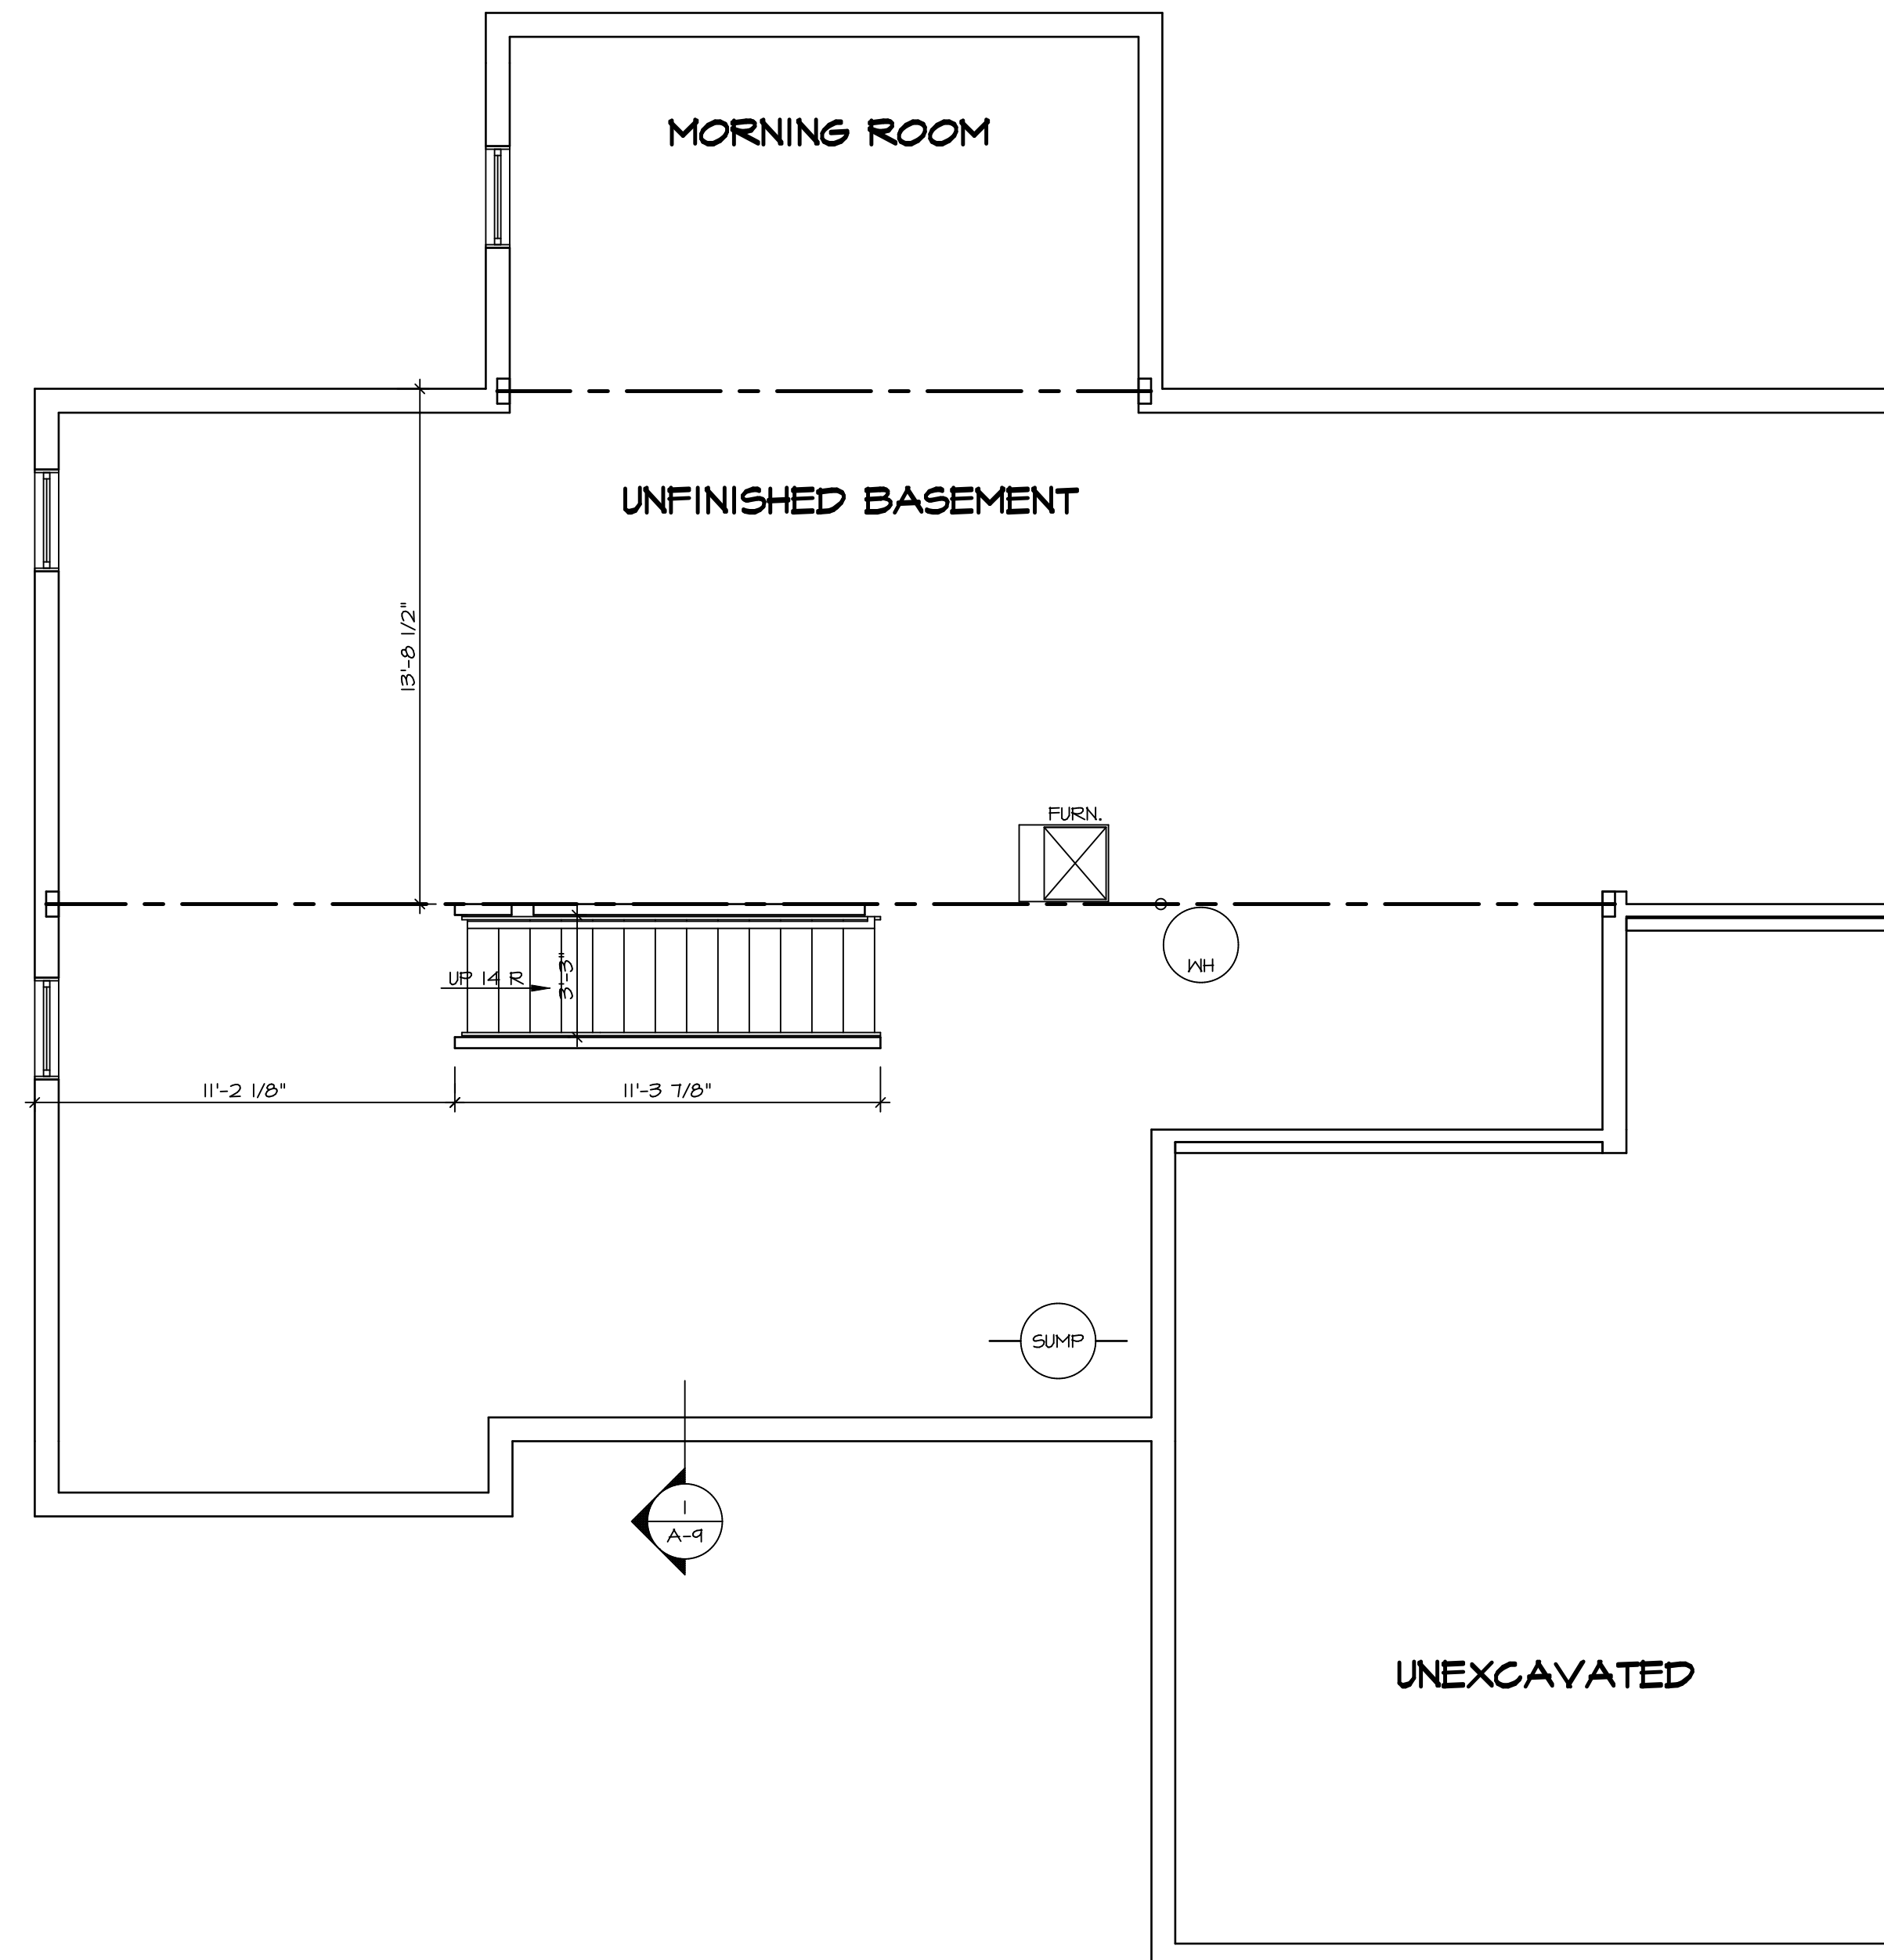 MORNING ROOM
UNFINISHED BASEMENT
13'-8 1/2"
FURN.
WH
UP 14 R
3'-3"
11'-2 1/8"
11'-3 7/8"
SUMP
1
A-9
UNEXCAVATED